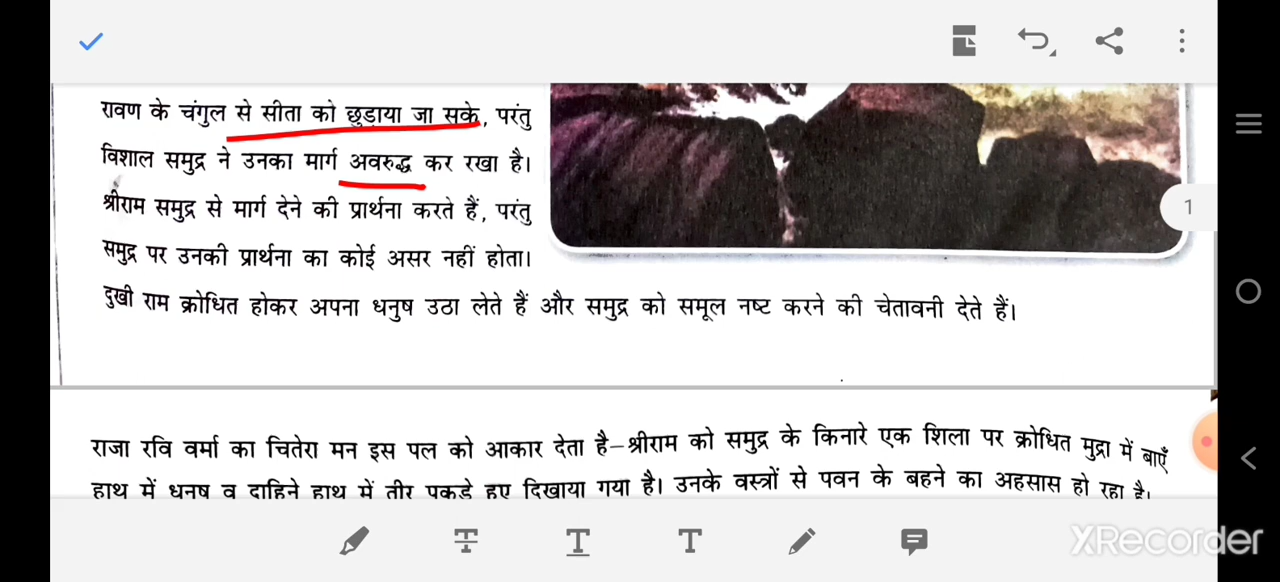 रावण के चंगुल से सीता को छुड़ाया जा सके, परंतु
विशाल समुद्र ने उनका मार्ग अवरुद्ध कर रखा है।
श्रीराम समुद्र से मार्ग देने की प्रार्थना करते हैं, परंतु
समुद्र पर उनकी प्रार्थना का कोई असर नहीं होता।
दुखी राम क्रोधित होकर अपना धनुष उठा लेते हैं और समुद्र को समूल नष्ट करने की चेतावनी देते हैं।
1
राजा रवि वर्मा का चितेरा मन इस पल को आकार देता है–श्रीराम को समुद्र के किनारे एक शिला पर क्रोधित मुद्रा में बाएँ
हाथ में धनुष व दाहिने हाथ में तीर पकड़े हुए दिखाया गया है। उनके वस्त्रों से पवन के बहने का अहसास हो रहा है।
T T T
XRecorder